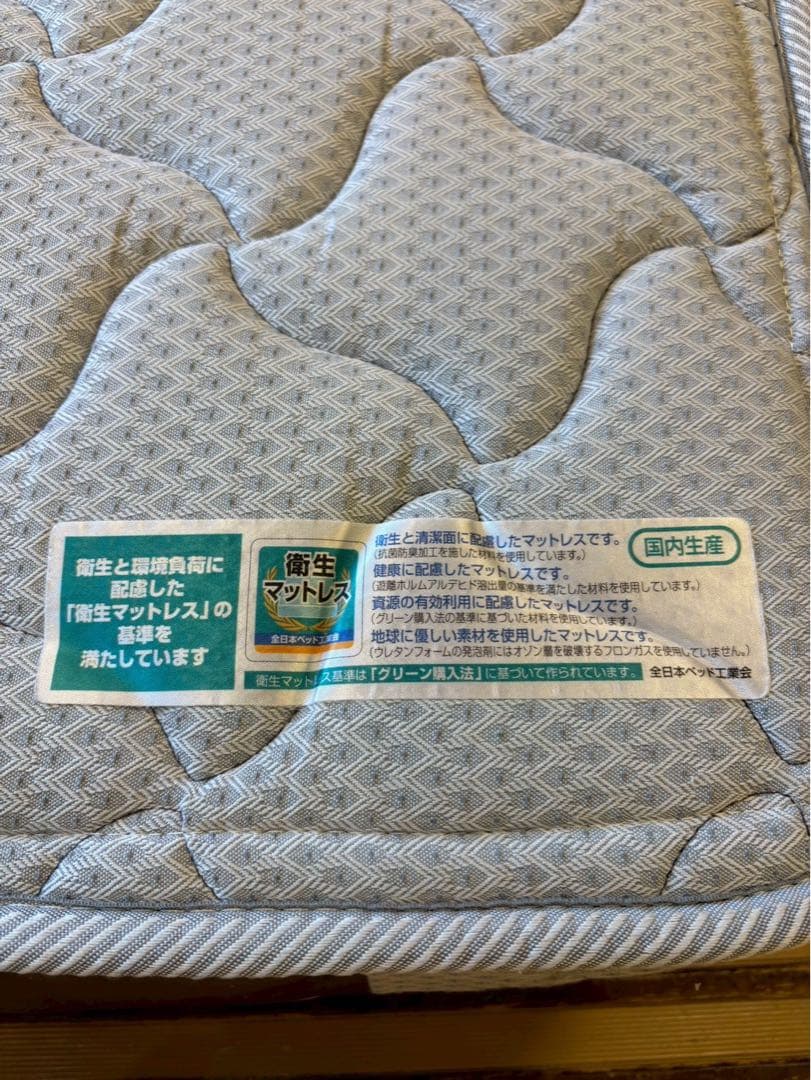 衛生と環境負荷に
配慮した
「衛生マットレス」の
基準を
満たしています
衛生
マットレス
全日本ベッド工業会
衛生と清潔面に配慮したマットレスです。
(抗菌防臭加工を施した材料を使用しています。)
健康に配慮したマットレスです。
(遊離ホルムアルデヒド溶出量の基準を満たした材料を使用しています。)
資源の有効利用に配慮したマットレスです。
(グリーン購入法の基準に基づいた材料を使用しています。)
地球に優しい素材を使用したマットレスです。
(ウレタンフォームの発泡剤にはオゾン層を破壊するフロンガスを使用していません。)
国内生産
衛生マットレス基準は「グリーン購入法」に基づいて作られています。
全日本ベッド工業会